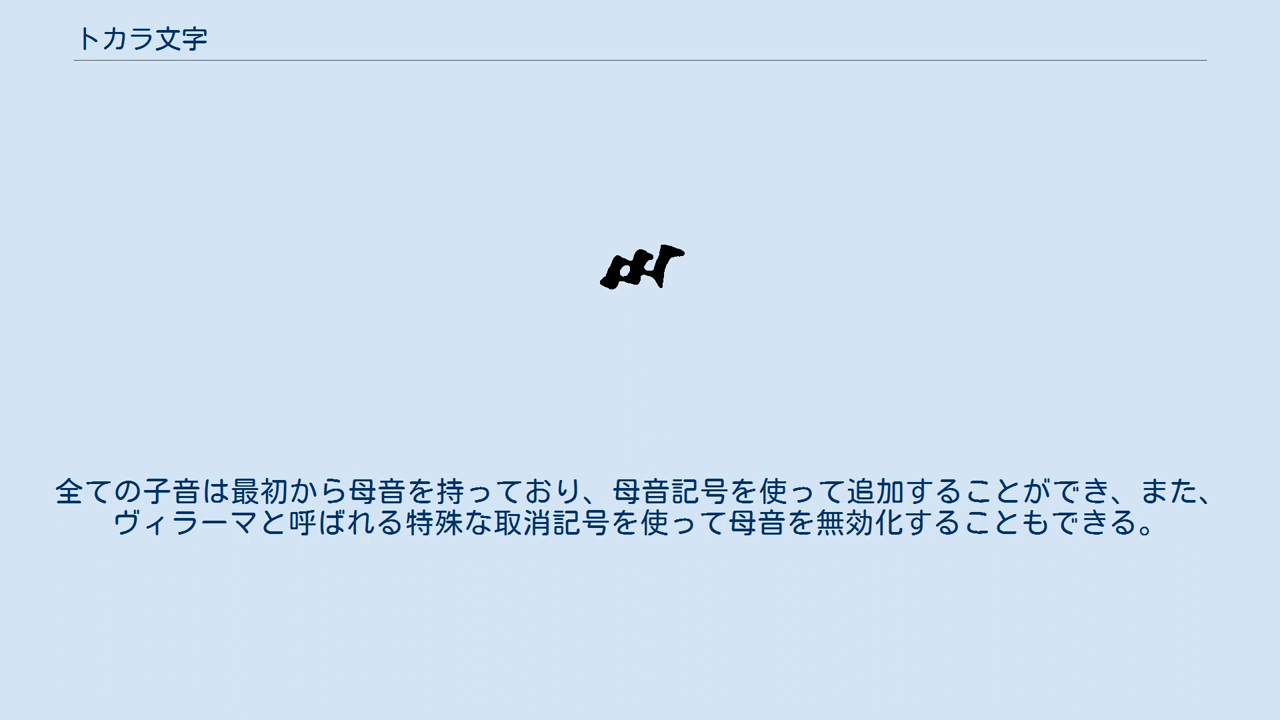 トカラ文字
全ての子音は最初から母音を持っており、母音記号を使って追加することができ、また、
ヴィラーマと呼ばれる特殊な取消記号を使って母音を無効化することもできる。